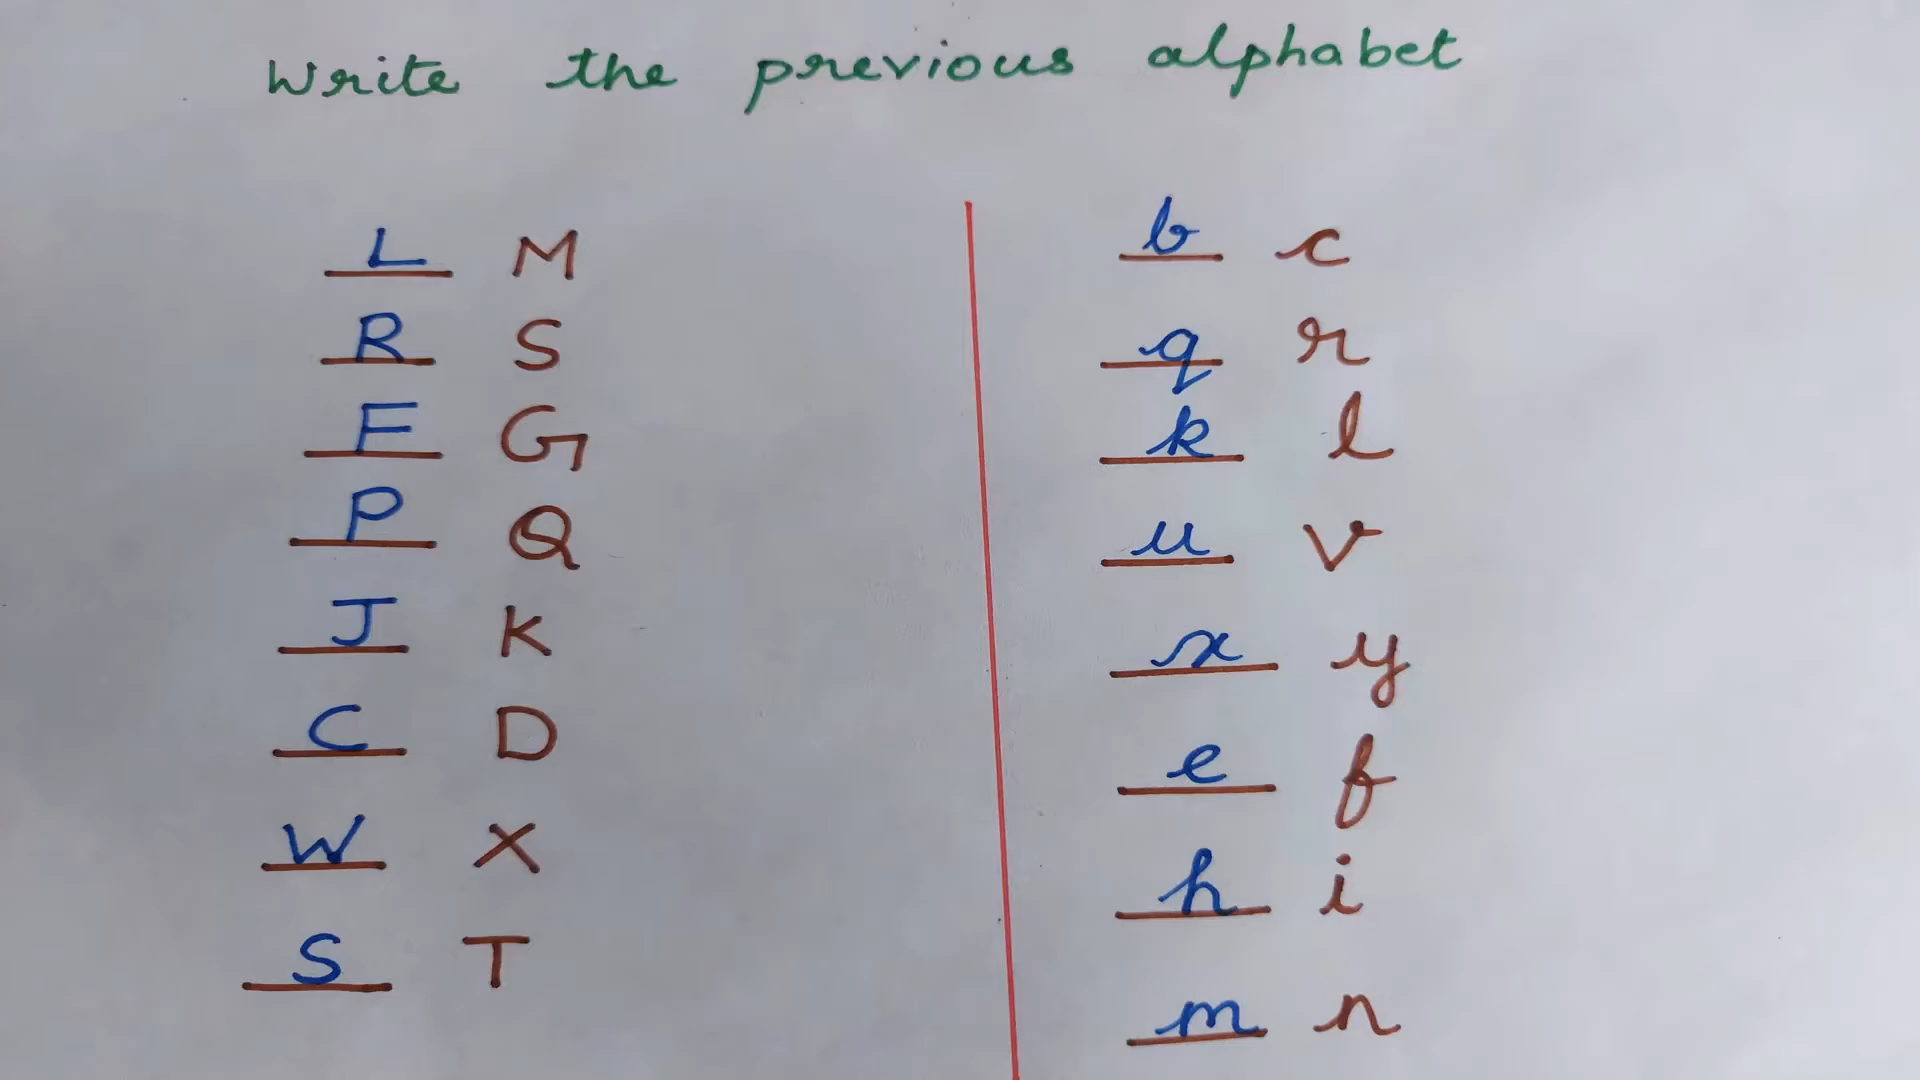 Write the previous alphabet
L M
R S
F G
P Q
J K
C D
W X
S T
b c
q r
k l
u v
x y
e f
h i
m n